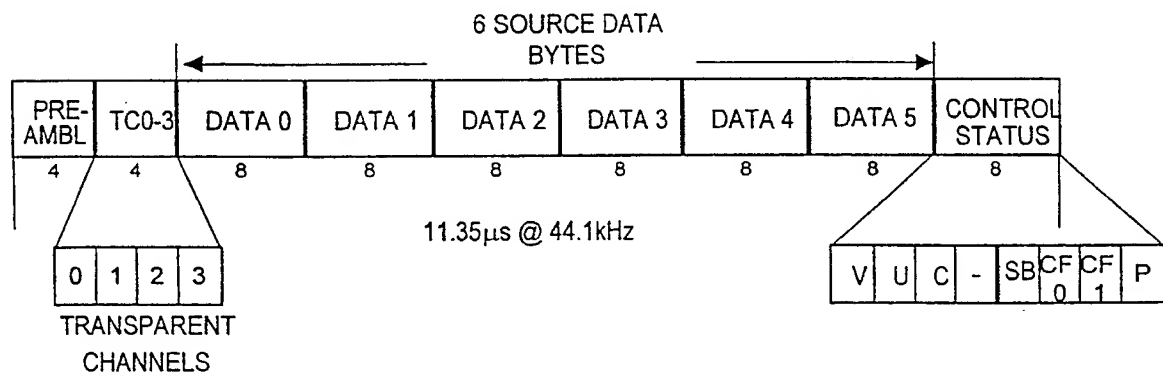 6 SOURCE DATA
BYTES
PRE-
AMBL
TC0-3
DATA 0
DATA 1
DATA 2
DATA 3
DATA 4
DATA 5
CONTROL
STATUS
4
4
8
8
8
8
8
8
8
11.35µs @ 44.1kHz
0 1 2 3
V U C - SB CF CF P
0 1
TRANSPARENT
CHANNELS